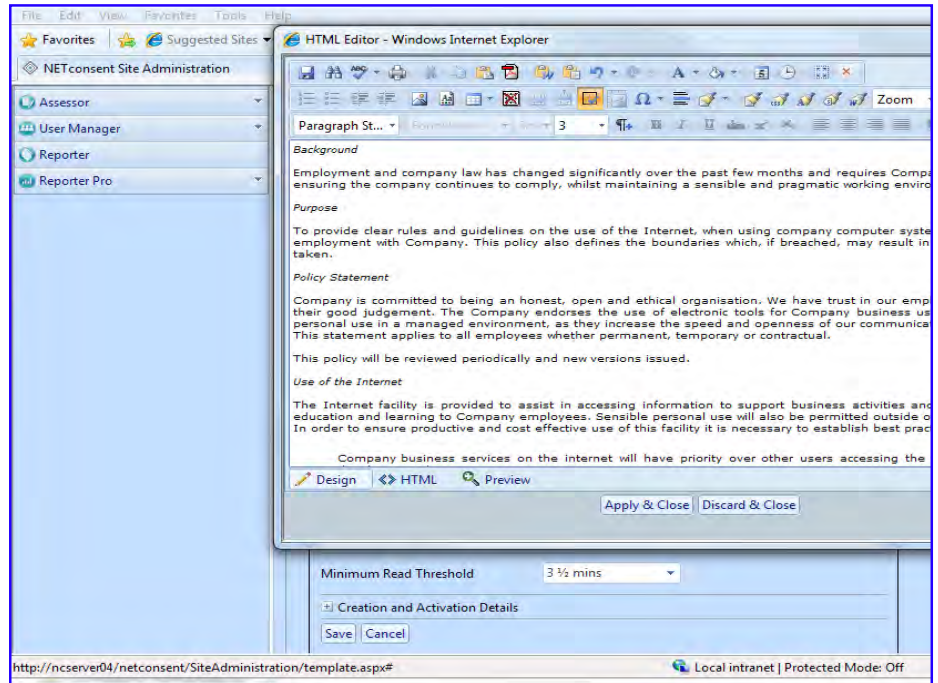 File Edit View Favorites Tools Help
Favorites Suggested Sites
HTML Editor - Windows Internet Explorer
NETconsent Site Administration
Assessor
User Manager
Reporter
Reporter Pro
Zoom
Paragraph St... 3
Background
Employment and company law has changed significantly over the past few months and requires Compa
ensuring the company continues to comply, whilst maintaining a sensible and pragmatic working enviro
Purpose
To provide clear rules and guidelines on the use of the Internet, when using company computer syste
employment with Company. This policy also defines the boundaries which, if breached, may result in
taken.
Policy Statement
Company is committed to being an honest, open and ethical organisation. We have trust in our emp
their good judgement. The Company endorses the use of electronic tools for Company business us
personal use in a managed environment, as they increase the speed and openness of our communica
This statement applies to all employees whether permanent, temporary or contractual.
This policy will be reviewed periodically and new versions issued.
Use of the Internet
The Internet facility is provided to assist in accessing information to support business activities and
education and learning to Company employees. Sensible personal use will also be permitted outside o
In order to ensure productive and cost effective use of this facility it is necessary to establish best prac
Company business services on the internet will have priority over other users accessing the
Design HTML Preview
Apply & Close Discard & Close
Minimum Read Threshold 3 ½ mins
Creation and Activation Details
Save Cancel
http://ncserver04/netconsent/SiteAdministration/template.aspx# Local intranet | Protected Mode: Off